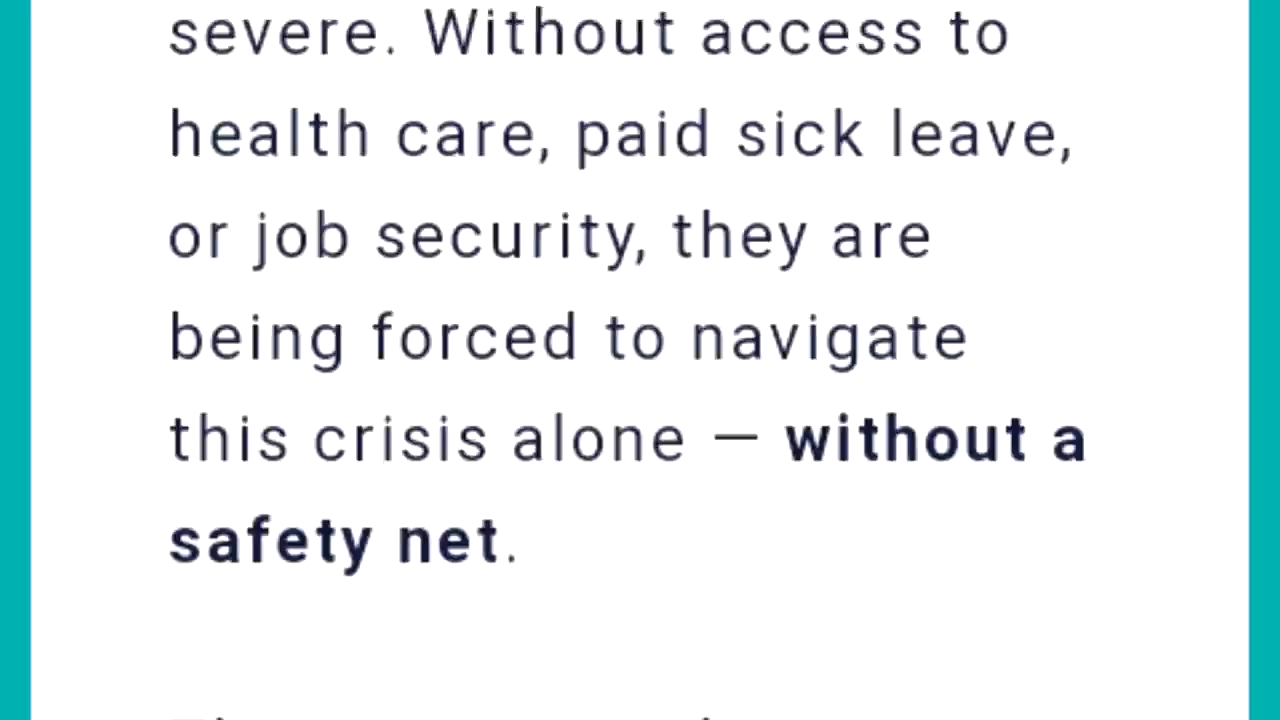 severe. Without access to
health care, paid sick leave,
or job security, they are
being forced to navigate
this crisis alone — without a
safety net.